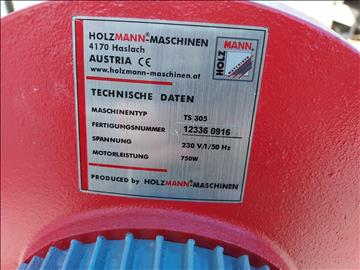 HOLZMANN®-MASCHINEN
4170 Haslach
AUSTRIA CE
www.holzmann-maschinen.at
HOLZ
MANN®
TECHNISCHE DATEN
MASCHINENTYP TS 305
FERTIGUNGSNUMMER 12336 0916
SPANNUNG 230 V/1/50 Hz
MOTORLEISTUNG 750W
PRODUCED by HOLZMANN®-MASCHINEN